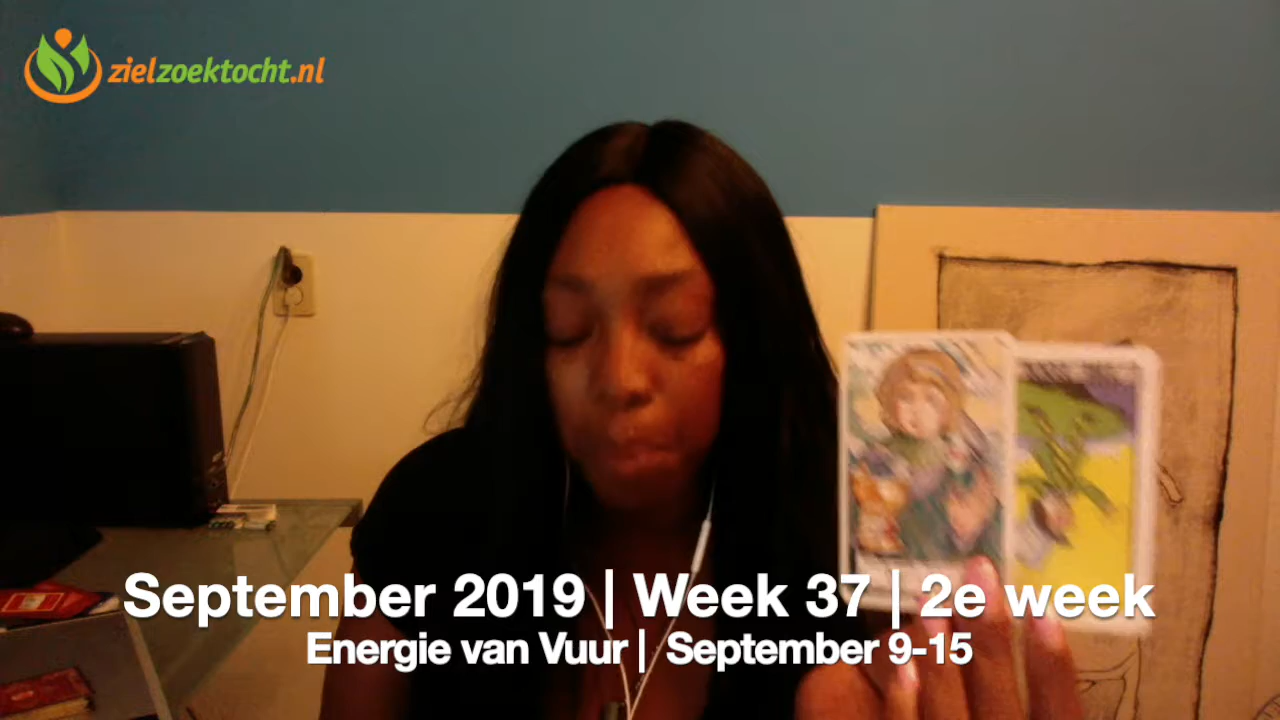 zielzoektocht.nl
September 2019 | Week 37 | 2e week
Energie van Vuur | September 9-15